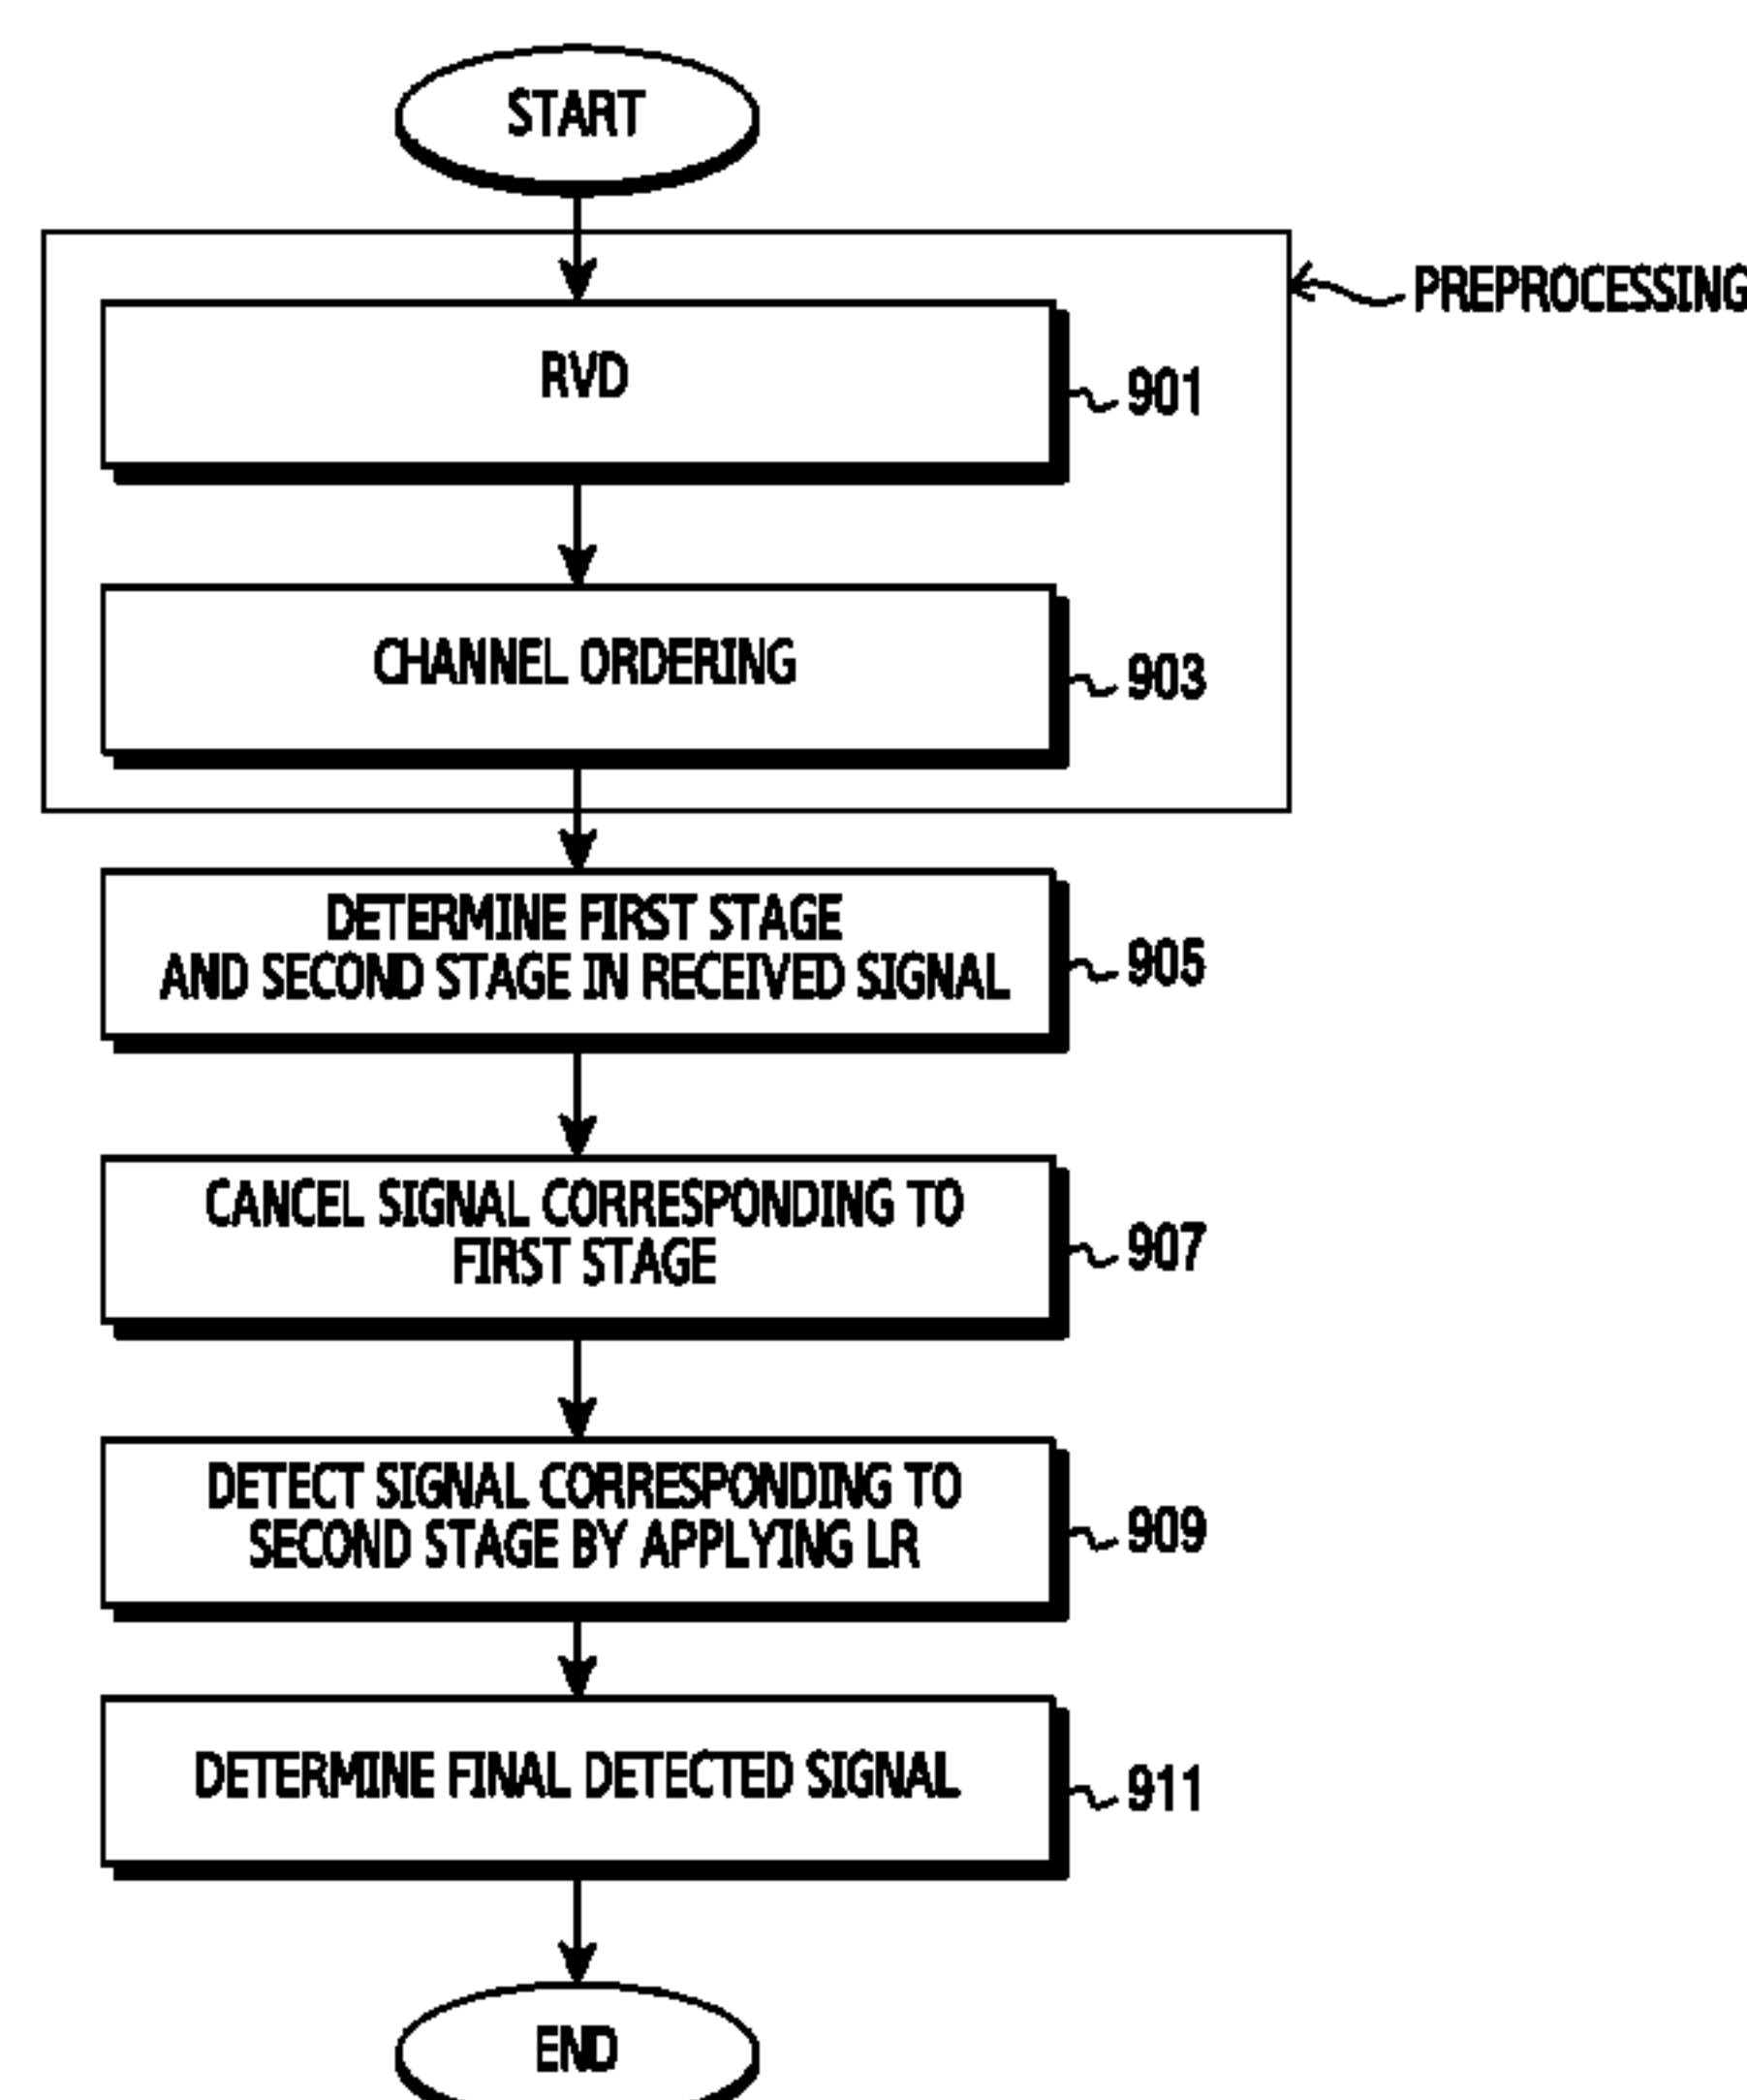 START
PREPROCESSING
RVD
901
CHANNEL ORDERING
903
DETERMINE FIRST STAGE
AND SECOND STAGE IN RECEIVED SIGNAL
905
CANCEL SIGNAL CORRESPONDING TO
FIRST STAGE
907
DETECT SIGNAL CORRESPONDING TO
SECOND STAGE BY APPLYING LR
909
DETERMINE FINAL DETECTED SIGNAL
911
END